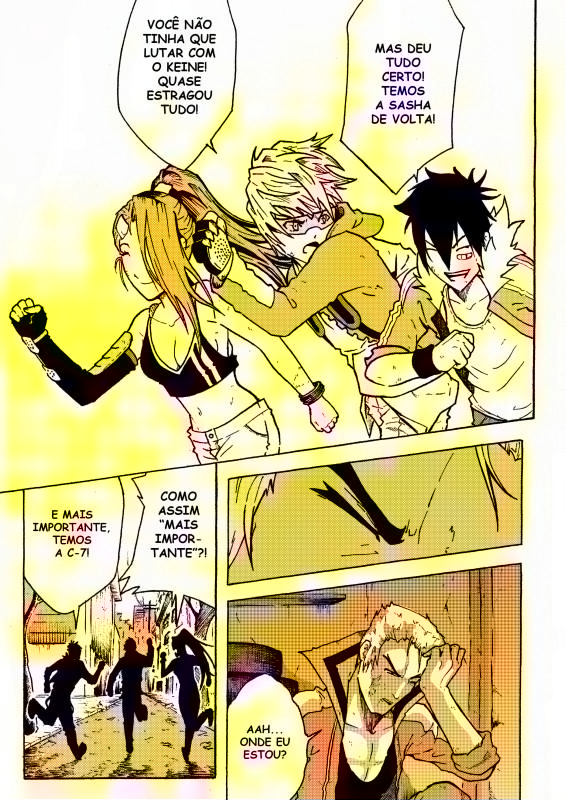 VOCÊ NÃO
TINHA QUE
LUTAR COM
O KEINE!
QUASE
ESTRAGOU
TUDO!
MAS DEU
TUDO
CERTO!
TEMOS
A SASHA
DE VOLTA!
E MAIS
IMPORTANTE,
TEMOS
A C-7!
COMO
ASSIM
“MAIS
IMPOR-
TANTE”?!
AAH...
ONDE EU
ESTOU?